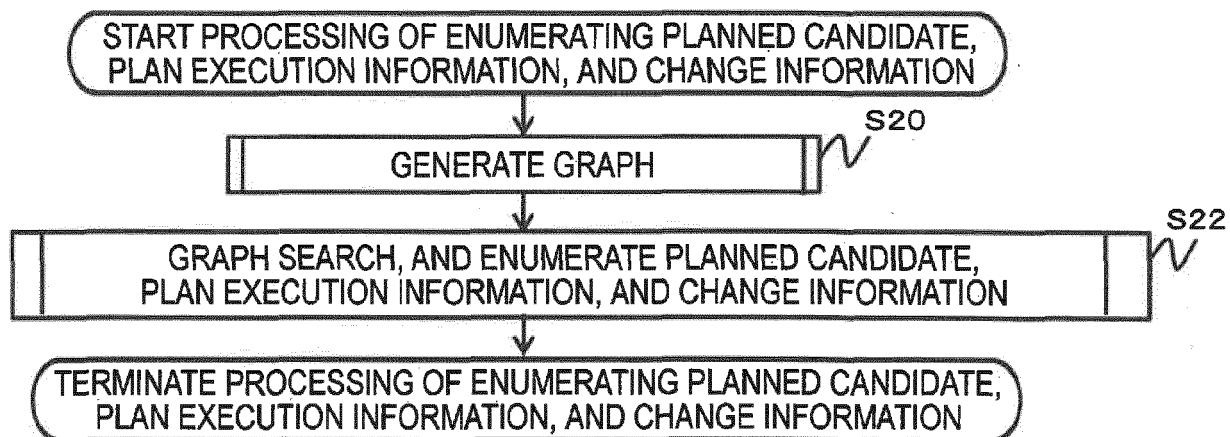 START PROCESSING OF ENUMERATING PLANNED CANDIDATE,
PLAN EXECUTION INFORMATION, AND CHANGE INFORMATION
S20
GENERATE GRAPH
S22
GRAPH SEARCH, AND ENUMERATE PLANNED CANDIDATE,
PLAN EXECUTION INFORMATION, AND CHANGE INFORMATION
TERMINATE PROCESSING OF ENUMERATING PLANNED CANDIDATE,
PLAN EXECUTION INFORMATION, AND CHANGE INFORMATION